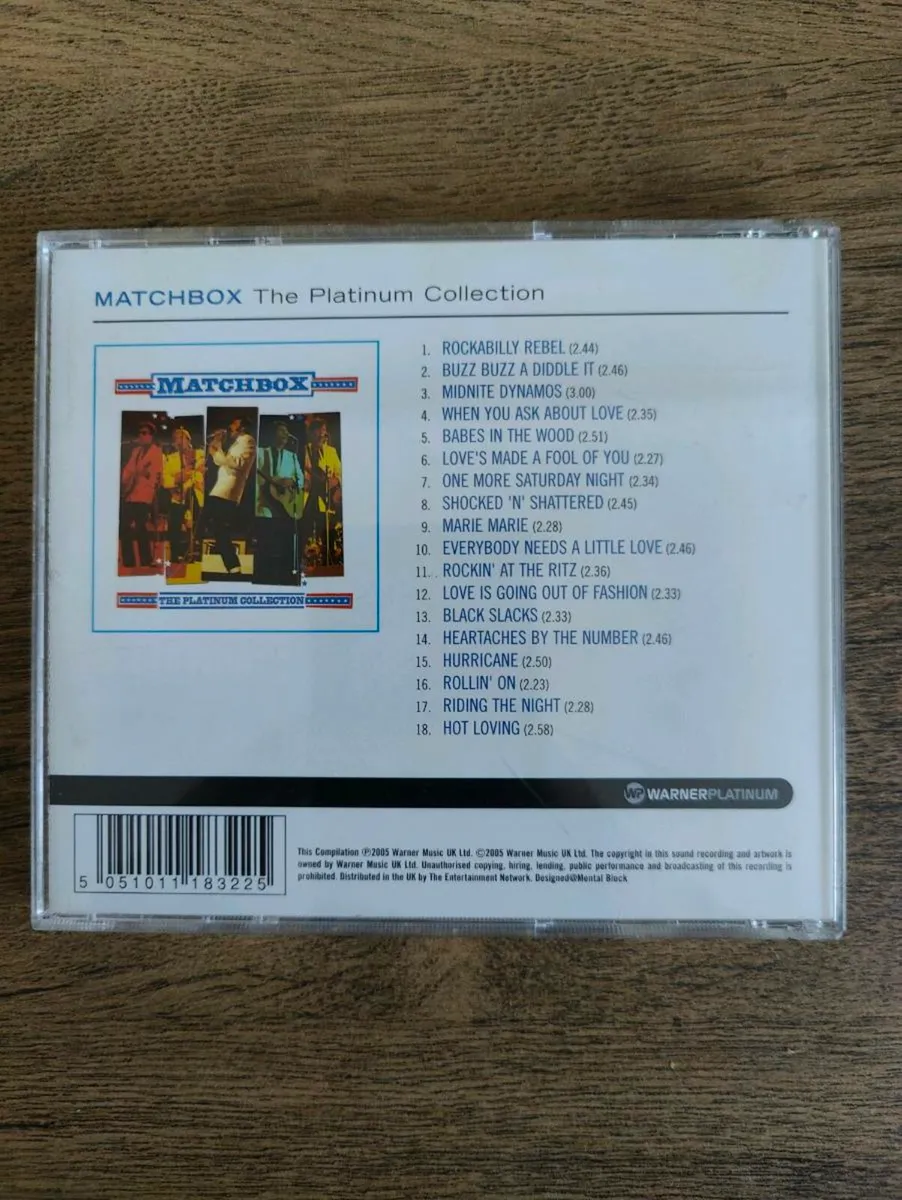 MATCHBOX The Platinum Collection
MATCHBOX
THE PLATINUM COLLECTION
1. ROCKABILLY REBEL (2.44)
2. BUZZ BUZZ A DIDDLE IT (2.46)
3. MIDNITE DYNAMOS (3.00)
4. WHEN YOU ASK ABOUT LOVE (2.35)
5. BABES IN THE WOOD (2.51)
6. LOVE'S MADE A FOOL OF YOU (2.27)
7. ONE MORE SATURDAY NIGHT (2.34)
8. SHOCKED 'N' SHATTERED (2.45)
9. MARIE MARIE (2.28)
10. EVERYBODY NEEDS A LITTLE LOVE (2.46)
11. ROCKIN' AT THE RITZ (2.36)
12. LOVE IS GOING OUT OF FASHION (2.33)
13. BLACK SLACKS (2.33)
14. HEARTACHES BY THE NUMBER (2.46)
15. HURRICANE (2.50)
16. ROLLIN' ON (2.23)
17. RIDING THE NIGHT (2.28)
18. HOT LOVING (2.58)
WP WARNERPLATINUM
This Compilation ℗2005 Warner Music UK Ltd. ©2005 Warner Music UK Ltd. The copyright in this sound recording and artwork is
owned by Warner Music UK Ltd. Unauthorised copying, hiring, lending, public performance and broadcasting of this recording is
prohibited. Distributed in the UK by The Entertainment Network. Designed@Mental Block
5 051011 183225